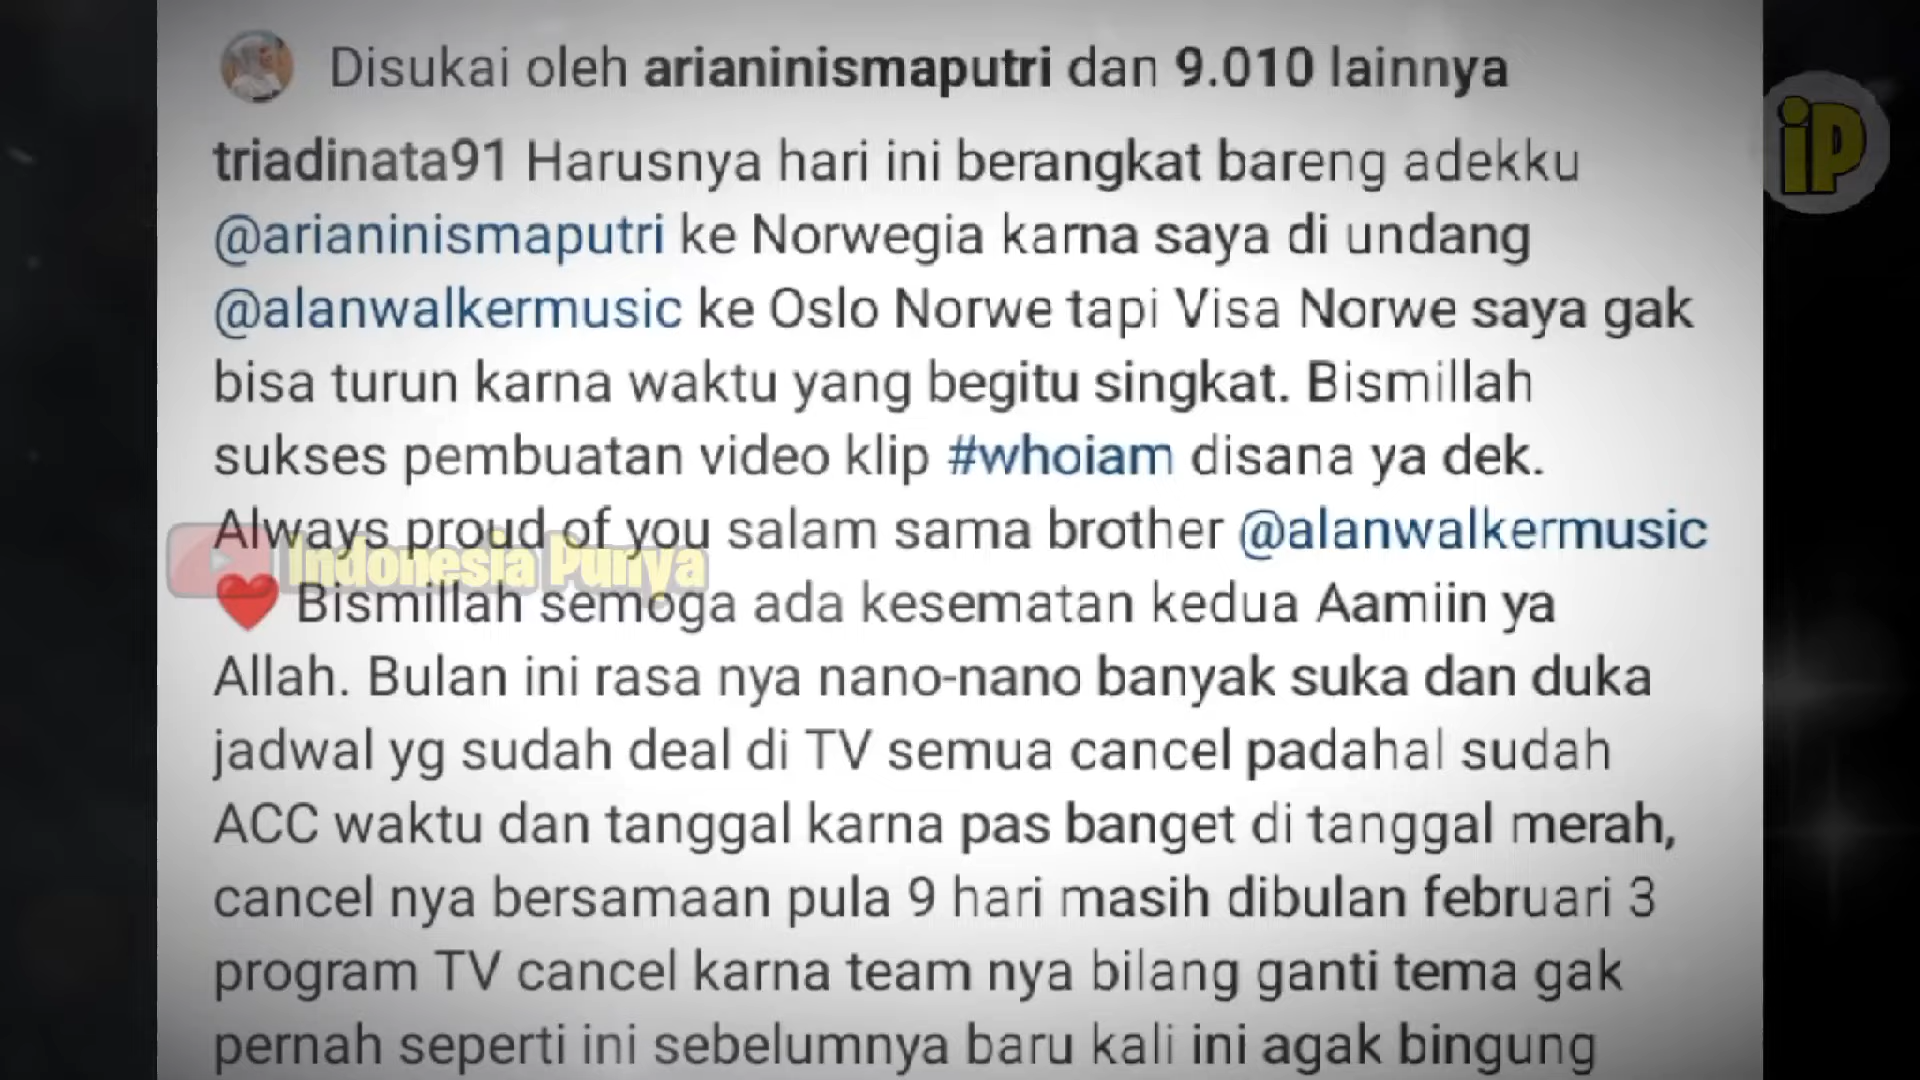 Disukai oleh arianinismaputri dan 9.010 lainnya
iP
triadinata91 Harusnya hari ini berangkat bareng adekku
@arianinismaputri ke Norwegia karna saya di undang
@alanwalkermusic ke Oslo Norwe tapi Visa Norwe saya gak
bisa turun karna waktu yang begitu singkat. Bismillah
sukses pembuatan video klip #whoiam disana ya dek.
Always proud of you salam sama brother @alanwalkermusic
Indonesia Punya
❤️ Bismillah semoga ada kesematan kedua Aamiin ya
Allah. Bulan ini rasa nya nano-nano banyak suka dan duka
jadwal yg sudah deal di TV semua cancel padahal sudah
ACC waktu dan tanggal karna pas banget di tanggal merah,
cancel nya bersamaan pula 9 hari masih dibulan februari 3
program TV cancel karna team nya bilang ganti tema gak
pernah seperti ini sebelumnya baru kali ini agak bingung